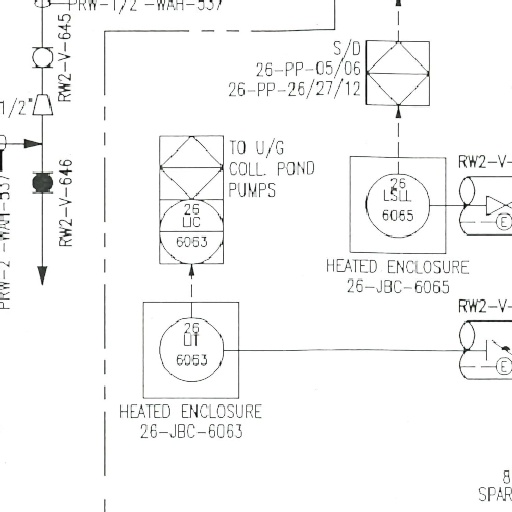 PRW-1/2"-WAH-537
RW2-V-645
1/2"
RW2-V-646
PRW-2"-WAH-537
S/D
26-PP-05/06
26-PP-26/27/12
TO U/G
COLL. POND
PUMPS
26
LIC
6063
26
LSLL
6065
RW2-V-
E
HEATED ENCLOSURE
26-JBC-6065
RW2-V-
E
26
LIT
6063
HEATED ENCLOSURE
26-JBC-6063
8
SPAR